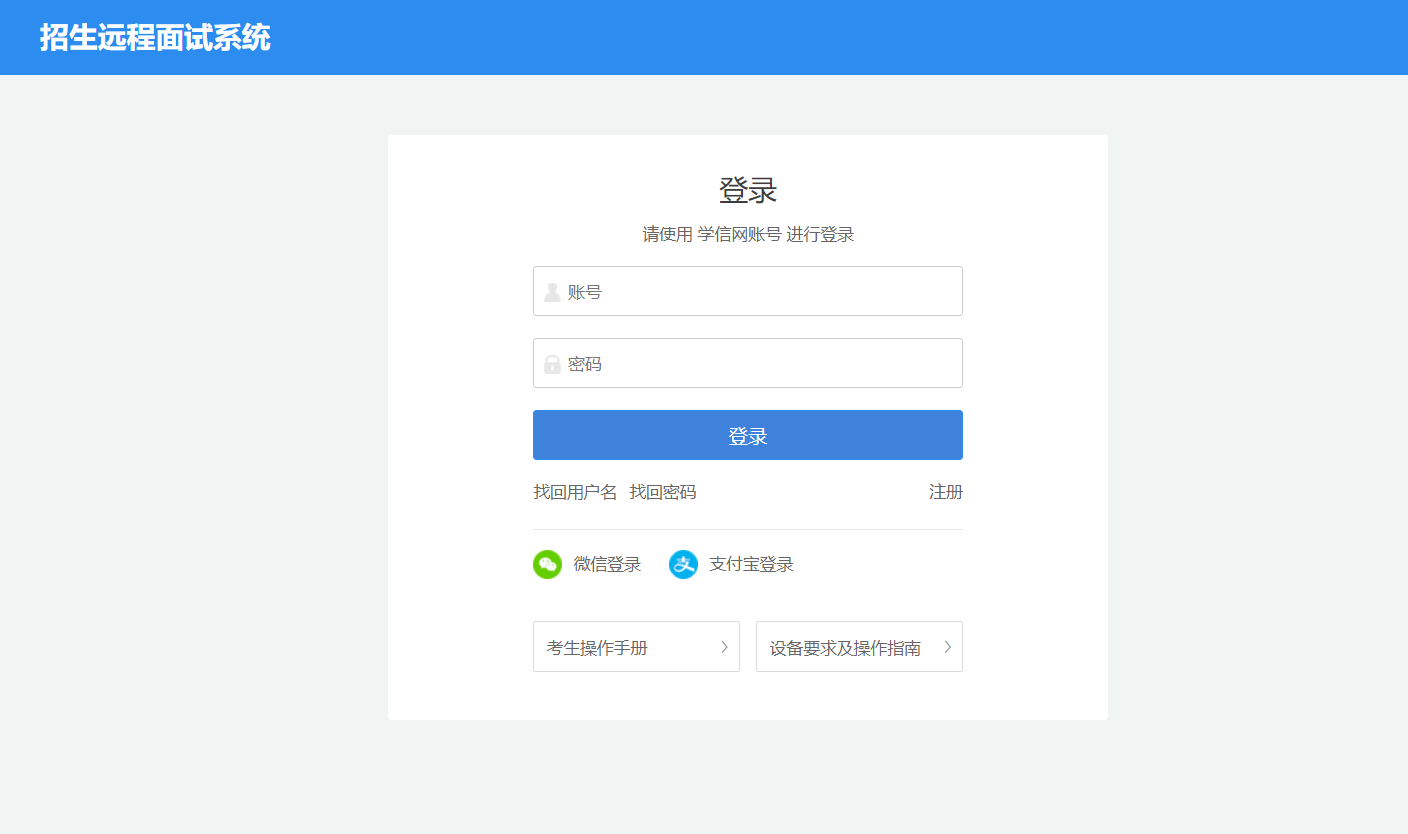 招生远程面试系统
登录
请使用 学信网账号 进行登录
账号
密码
登录
找回用户名 找回密码 注册
微信登录 支付宝登录
考生操作手册 设备要求及操作指南